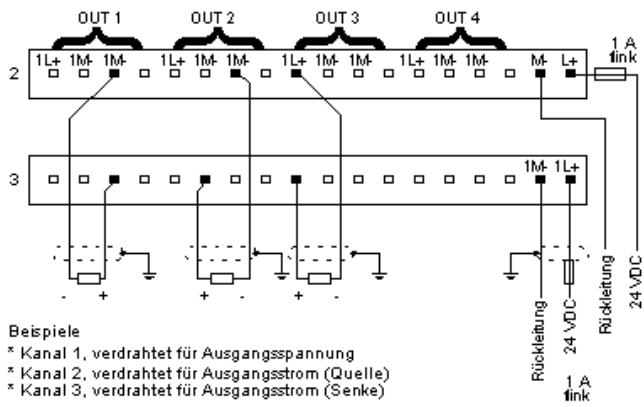 OUT 1 OUT 2 OUT 3 OUT 4
1 A
flink
1L+ 1M- 1M- 1L+ 1M- 1M- 1L+ 1M- 1M- 1L+ 1M- 1M- M- L+
2
1M- 1L+
3
- + + - + -
Rückleitung
24 VDC
Rückleitung
24 VDC
1 A
flink
Beispiele
* Kanal 1, verdrahtet für Ausgangsspannung
* Kanal 2, verdrahtet für Ausgangsstrom (Quelle)
* Kanal 3, verdrahtet für Ausgangsstrom (Senke)